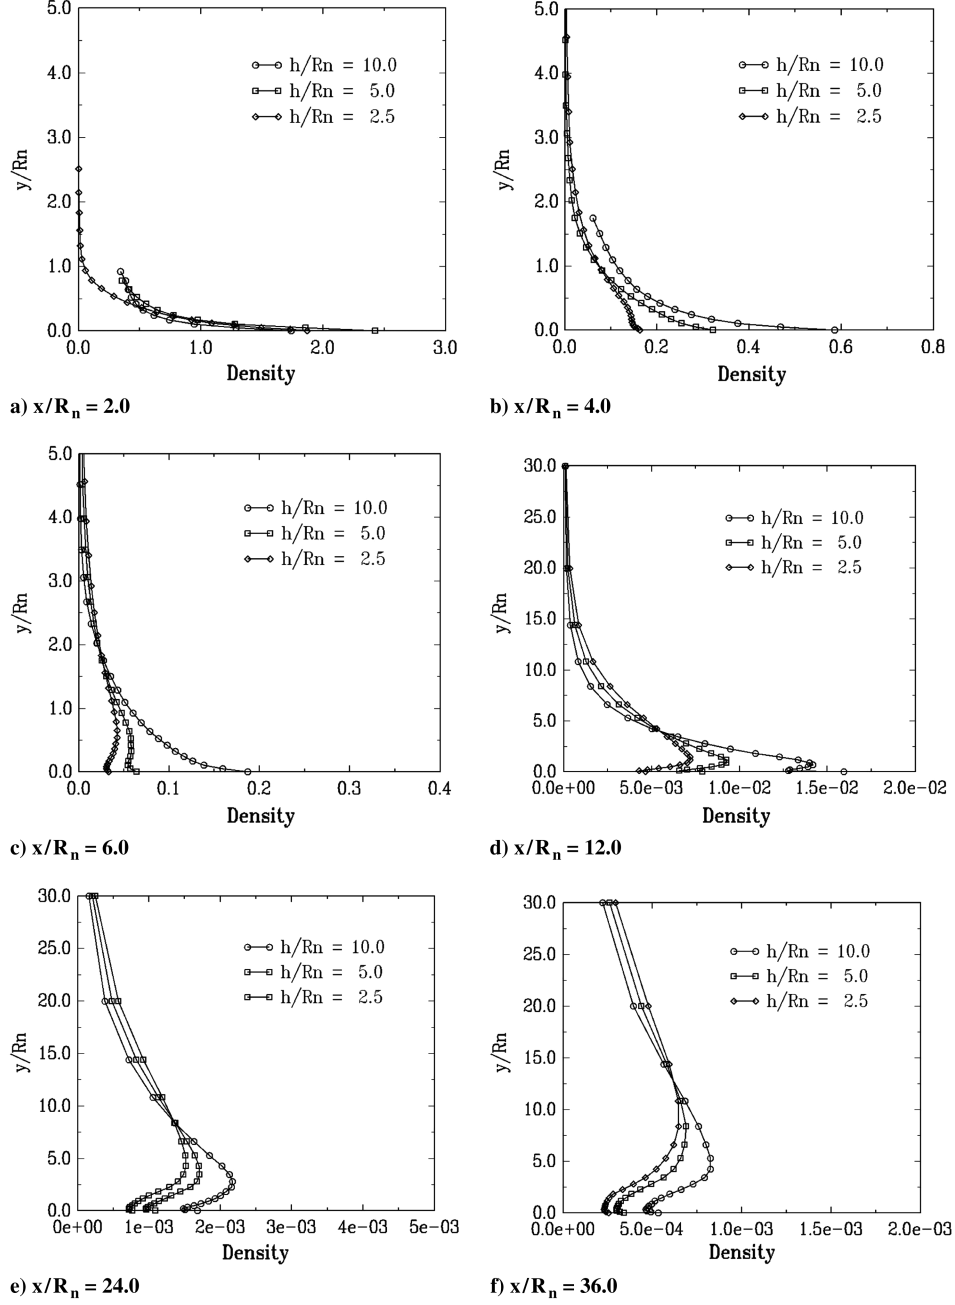 5.0
4.0
3.0
2.0
1.0
0.0
y/Rn
h/Rn = 10.0
h/Rn = 5.0
h/Rn = 2.5
0.0 1.0 2.0 3.0
Density
a) x/Rn = 2.0
5.0
4.0
3.0
2.0
1.0
0.0
y/Rn
h/Rn = 10.0
h/Rn = 5.0
h/Rn = 2.5
0.0 0.2 0.4 0.6 0.8
Density
b) x/Rn = 4.0
5.0
4.0
3.0
2.0
1.0
0.0
y/Rn
h/Rn = 10.0
h/Rn = 5.0
h/Rn = 2.5
0.0 0.1 0.2 0.3 0.4
Density
c) x/Rn = 6.0
30.0
25.0
20.0
15.0
10.0
5.0
0.0
y/Rn
h/Rn = 10.0
h/Rn = 5.0
h/Rn = 2.5
0.0e+00 5.0e-03 1.0e-02 1.5e-02 2.0e-02
Density
d) x/Rn = 12.0
30.0
25.0
20.0
15.0
10.0
5.0
0.0
y/Rn
h/Rn = 10.0
h/Rn = 5.0
h/Rn = 2.5
0e+00 1e-03 2e-03 3e-03 4e-03 5e-03
Density
e) x/Rn = 24.0
30.0
25.0
20.0
15.0
10.0
5.0
0.0
y/Rn
h/Rn = 10.0
h/Rn = 5.0
h/Rn = 2.5
0.0e+00 5.0e-04 1.0e-03 1.5e-03 2.0e-03
Density
f) x/Rn = 36.0